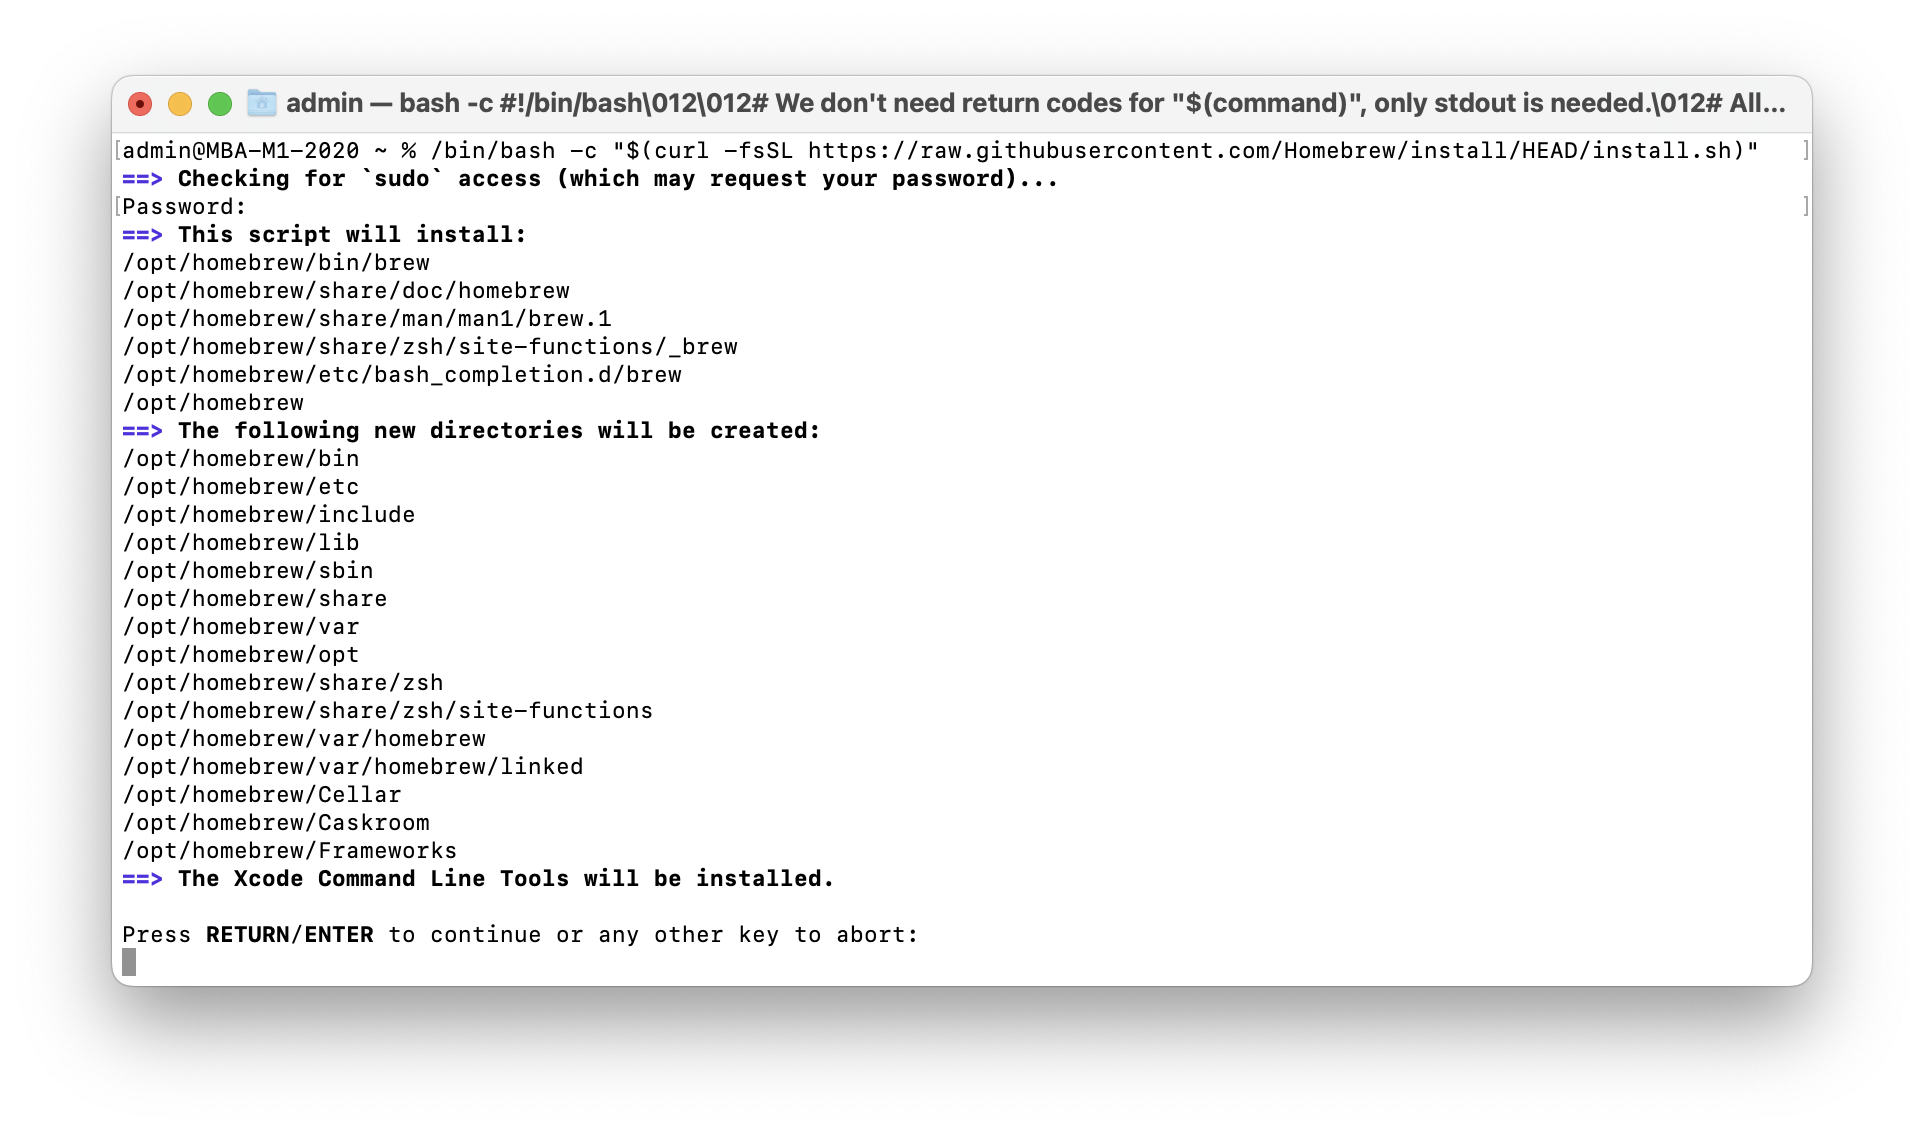 admin — bash -c #!/bin/bash\012\012# We don't need return codes for "$(command)", only stdout is needed.\012# All...
[admin@MBA-M1-2020 ~ % /bin/bash -c "$(curl -fsSL https://raw.githubusercontent.com/Homebrew/install/HEAD/install.sh)" ]
==> Checking for `sudo` access (which may request your password)...
[Password: ]
==> This script will install:
/opt/homebrew/bin/brew
/opt/homebrew/share/doc/homebrew
/opt/homebrew/share/man/man1/brew.1
/opt/homebrew/share/zsh/site-functions/_brew
/opt/homebrew/etc/bash_completion.d/brew
/opt/homebrew
==> The following new directories will be created:
/opt/homebrew/bin
/opt/homebrew/etc
/opt/homebrew/include
/opt/homebrew/lib
/opt/homebrew/sbin
/opt/homebrew/share
/opt/homebrew/var
/opt/homebrew/opt
/opt/homebrew/share/zsh
/opt/homebrew/share/zsh/site-functions
/opt/homebrew/var/homebrew
/opt/homebrew/var/homebrew/linked
/opt/homebrew/Cellar
/opt/homebrew/Caskroom
/opt/homebrew/Frameworks
==> The Xcode Command Line Tools will be installed.
Press RETURN/ENTER to continue or any other key to abort: